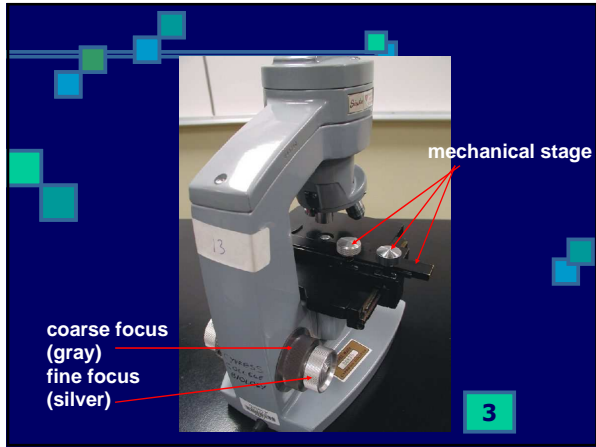 mechanical stage
13
coarse focus
(gray)
fine focus
(silver)
3